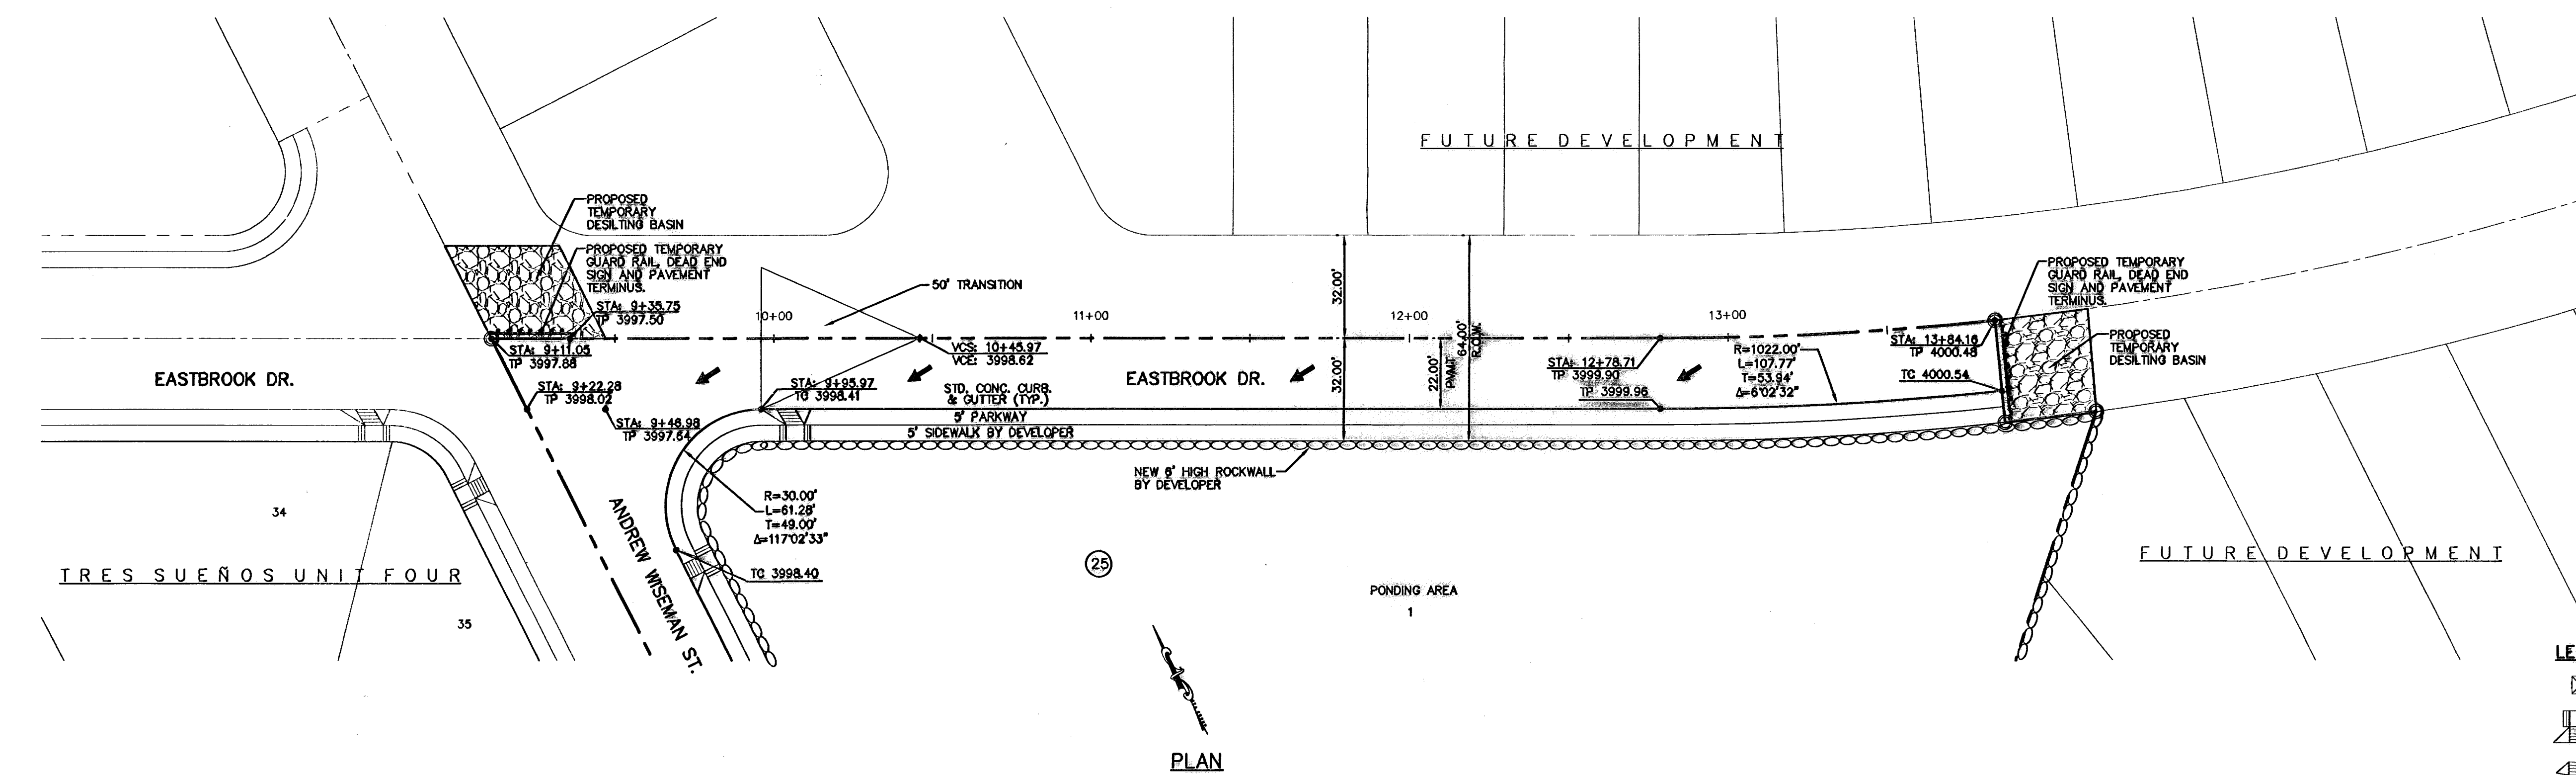 FUTURE DEVELOPMENT
PROPOSED
TEMPORARY
DESILTING BASIN
PROPOSED TEMPORARY
GUARD RAIL, DEAD END
SIGN AND PAVEMENT
TERMINUS.
STA: 9+35.75
TP 3997.50
50' TRANSITION
10+00
11+00
12+00
13+00
32.00'
64.00'
R.O.W.
32.00'
22.00'
PVMT
PROPOSED TEMPORARY
GUARD RAIL, DEAD END
SIGN AND PAVEMENT
TERMINUS.
PROPOSED
TEMPORARY
DESILTING BASIN
STA: 9+11.05
TP 3997.88
VCS: 10+45.97
VCE: 3998.62
STA: 12+78.71
TP 3999.90
TP 3999.96
R=1022.00'
L=107.77'
T=53.94'
Δ=6°02'32"
STA: 13+84.16
TP 4000.48
TC 4000.54
EASTBROOK DR.
STA: 9+22.28
TP 3998.02
STA: 9+46.98
TP 3997.64
STA: 9+95.97
TC 3998.41
STD. CONC. CURB.
& GUTTER (TYP.)
EASTBROOK DR.
5' PARKWAY
5' SIDEWALK BY DEVELOPER
NEW 6' HIGH ROCKWALL
BY DEVELOPER
R=30.00'
L=61.28'
T=49.00'
Δ=117°02'33"
34
ANDREW WISEMAN ST.
TC 3998.40
TRES SUEÑOS UNIT FOUR
35
25
PONDING AREA
1
FUTURE DEVELOPMENT
PLAN
LE